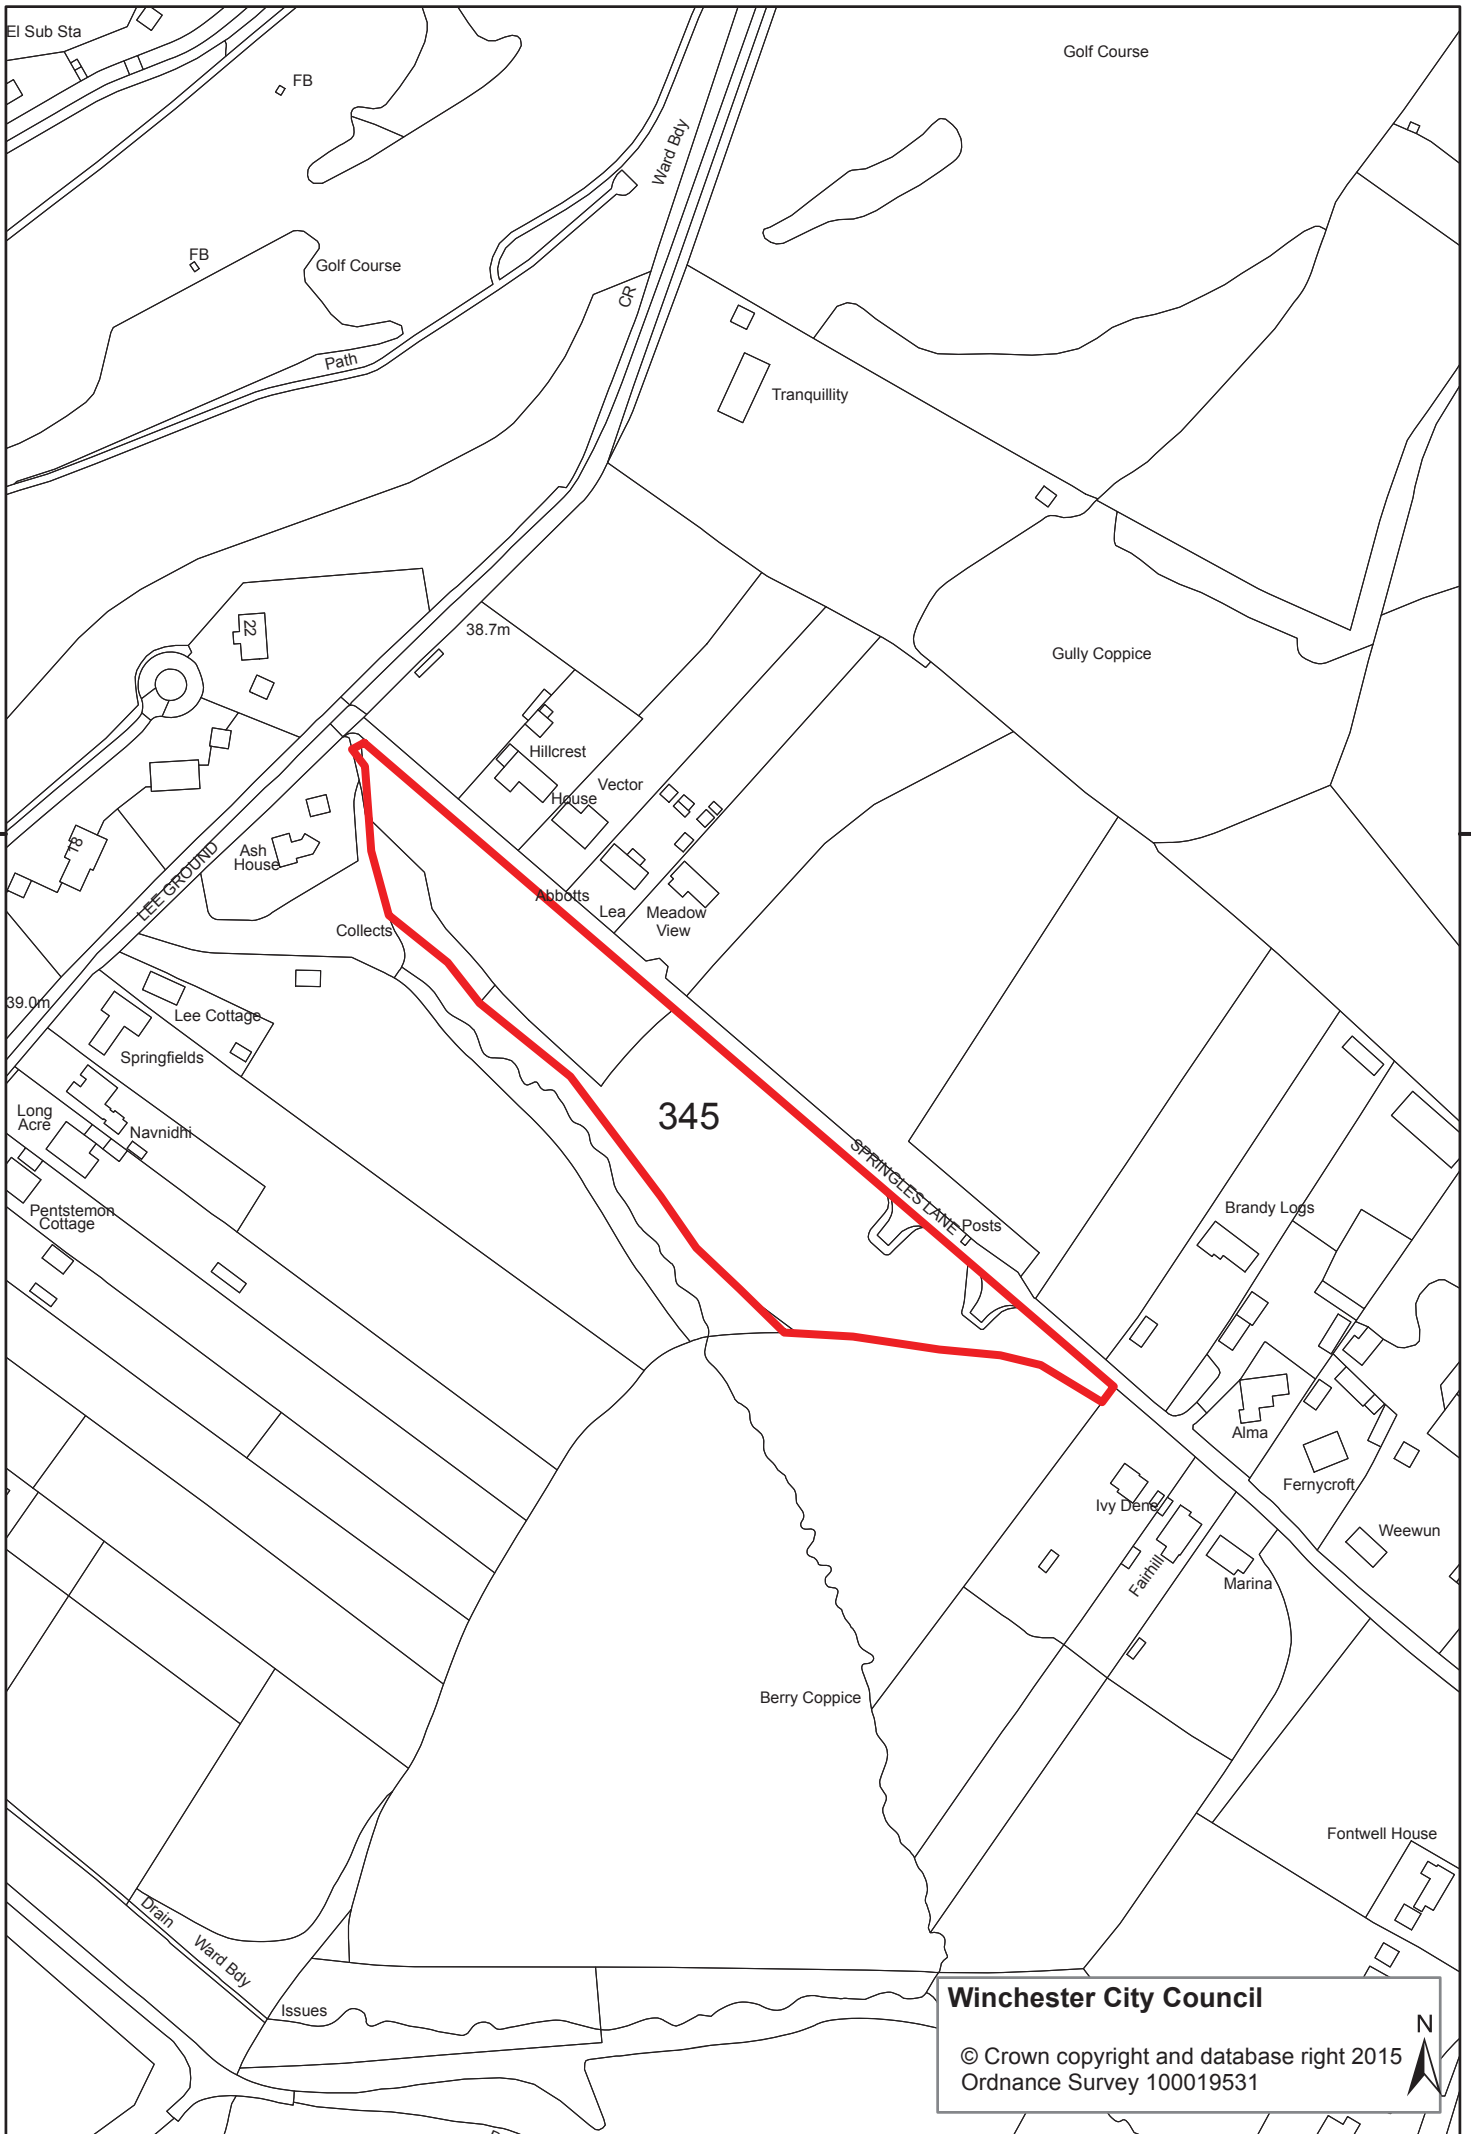 El Sub Sta
FB
Golf Course
Ward Bdy
FB
Golf Course
CR
Path
Tranquillity
22
38.7m
Gully Coppice
Hillcrest
Vector
House
18
Ash
House
LEE GROUND
Abbotts
Lea
Meadow
View
Collects
39.0m
Lee Cottage
Springfields
Long
Acre
Navnidhi
345
SPRINGLES LANE
Posts
Pentstemon
Cottage
Brandy Logs
Alma
Fernycroft
Ivy Dene
Weewun
Fairhill
Marina
Berry Coppice
Fontwell House
Drain
Ward Bdy
Issues
Winchester City Council
N
© Crown copyright and database right 2015
Ordnance Survey 100019531